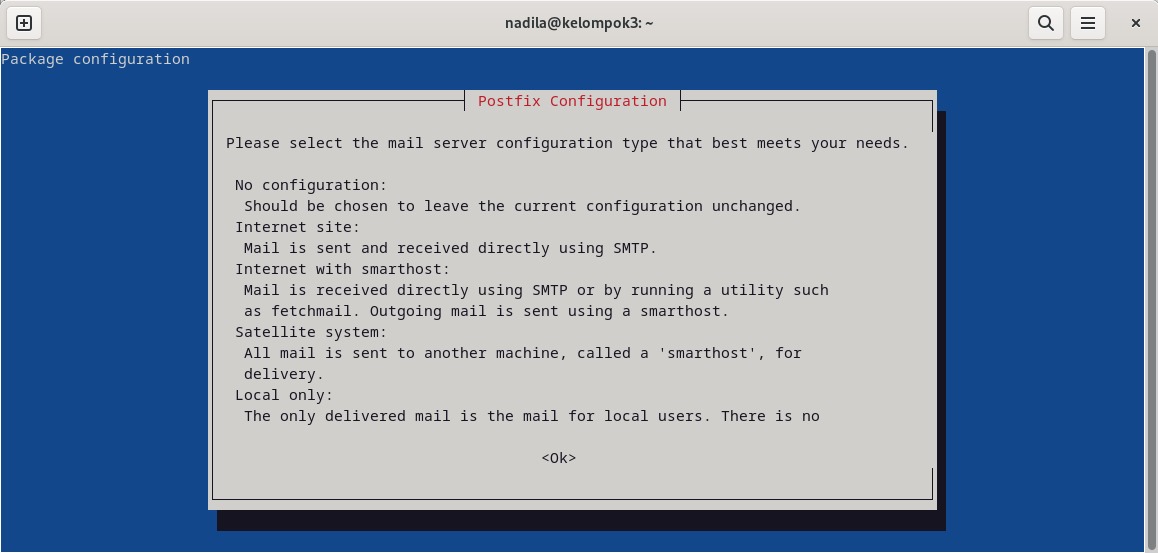 nadila@kelompok3: ~
Package configuration
Postfix Configuration
Please select the mail server configuration type that best meets your needs.
No configuration:
Should be chosen to leave the current configuration unchanged.
Internet site:
Mail is sent and received directly using SMTP.
Internet with smarthost:
Mail is received directly using SMTP or by running a utility such
as fetchmail. Outgoing mail is sent using a smarthost.
Satellite system:
All mail is sent to another machine, called a 'smarthost', for
delivery.
Local only:
The only delivered mail is the mail for local users. There is no
<Ok>